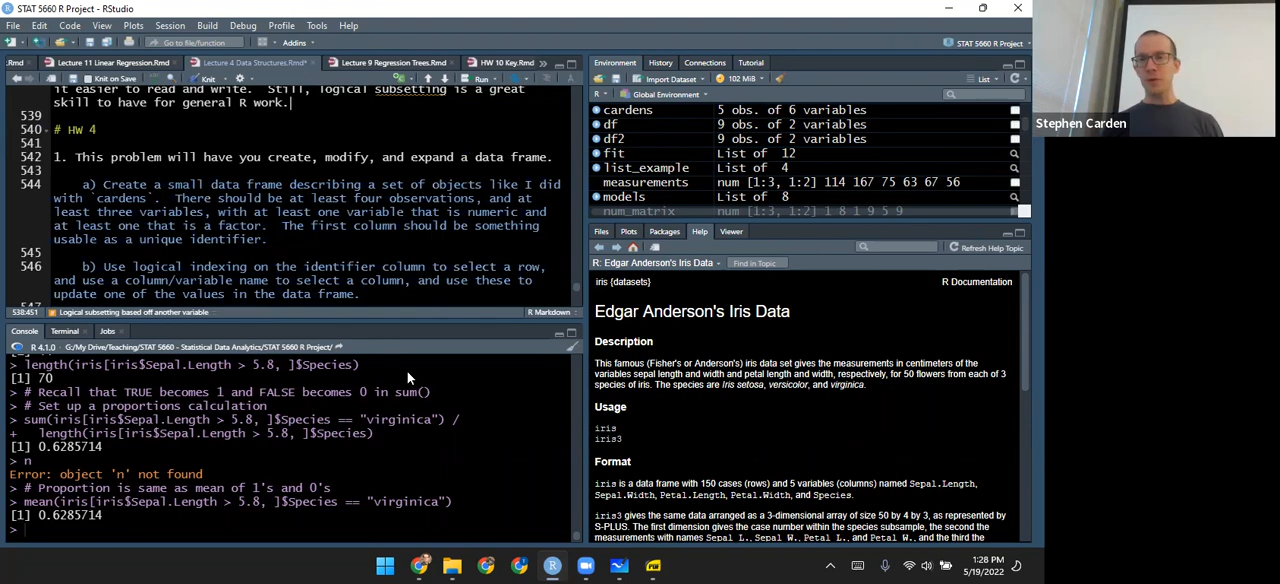 STAT 5660 R Project - RStudio
File Edit Code View Plots Session Build Debug Profile Tools Help
Go to file/function Addins
STAT 5660 R Project
.Rmd Lecture 11 Linear Regression.Rmd Lecture 4 Data Structures.Rmd* Lecture 9 Regression Trees.Rmd HW 10 Key.Rmd
Knit on Save Knit Run
it easier to read and write.  Still, logical subsetting is a great
skill to have for general R work.
539
540 # HW 4
541
542 1. This problem will have you create, modify, and expand a data frame.
543
544 a) Create a small data frame describing a set of objects like I did
with `cardens`.  There should be at least four observations, and at
least three variables, with at least one variable that is numeric and
at least one that is a factor.  The first column should be something
usable as a unique identifier.
545
546 b) Use logical indexing on the identifier column to select a row,
and use a column/variable name to select a column, and use these to
update one of the values in the data frame.
547
538:451 Logical subsetting based off another variable R Markdown
Console Terminal Jobs
R 4.1.0 · G:/My Drive/Teaching/STAT 5660 - Statistical Data Analytics/STAT 5660 R Project/
> length(iris[iris$Sepal.Length > 5.8, ]$Species)
[1] 70
> # Recall that TRUE becomes 1 and FALSE becomes 0 in sum()
> # Set up a proportions calculation
> sum(iris[iris$Sepal.Length > 5.8, ]$Species == "virginica") /
+   length(iris[iris$Sepal.Length > 5.8, ]$Species)
[1] 0.6285714
> n
Error: object 'n' not found
> # Proportion is same as mean of 1's and 0's
> mean(iris[iris$Sepal.Length > 5.8, ]$Species == "virginica")
[1] 0.6285714
>
Environment History Connections Tutorial
Import Dataset 102 MiB List
R Global Environment
cardens 5 obs. of 6 variables
df 9 obs. of 2 variables
df2 9 obs. of 2 variables
fit List of 12
list_example List of 4
measurements num [1:3, 1:2] 114 167 75 63 67 56
models List of 8
num_matrix num [1:3, 1:2] 1 8 1 9 5 9
Files Plots Packages Help Viewer
Refresh Help Topic
R: Edgar Anderson's Iris Data Find in Topic
iris {datasets} R Documentation
Edgar Anderson's Iris Data
Description
This famous (Fisher's or Anderson's) iris data set gives the measurements in centimeters of the
variables sepal length and width and petal length and width, respectively, for 50 flowers from each of 3
species of iris. The species are Iris setosa, versicolor, and virginica.
Usage
iris
iris3
Format
iris is a data frame with 150 cases (rows) and 5 variables (columns) named Sepal.Length,
Sepal.Width, Petal.Length, Petal.Width, and Species.
iris3 gives the same data arranged as a 3-dimensional array of size 50 by 4 by 3, as represented by
S-PLUS. The first dimension gives the case number within the species subsample, the second the
measurements with names Sepal L., Sepal W., Petal L., and Petal W., and the third the
Stephen Carden
1:28 PM
5/19/2022